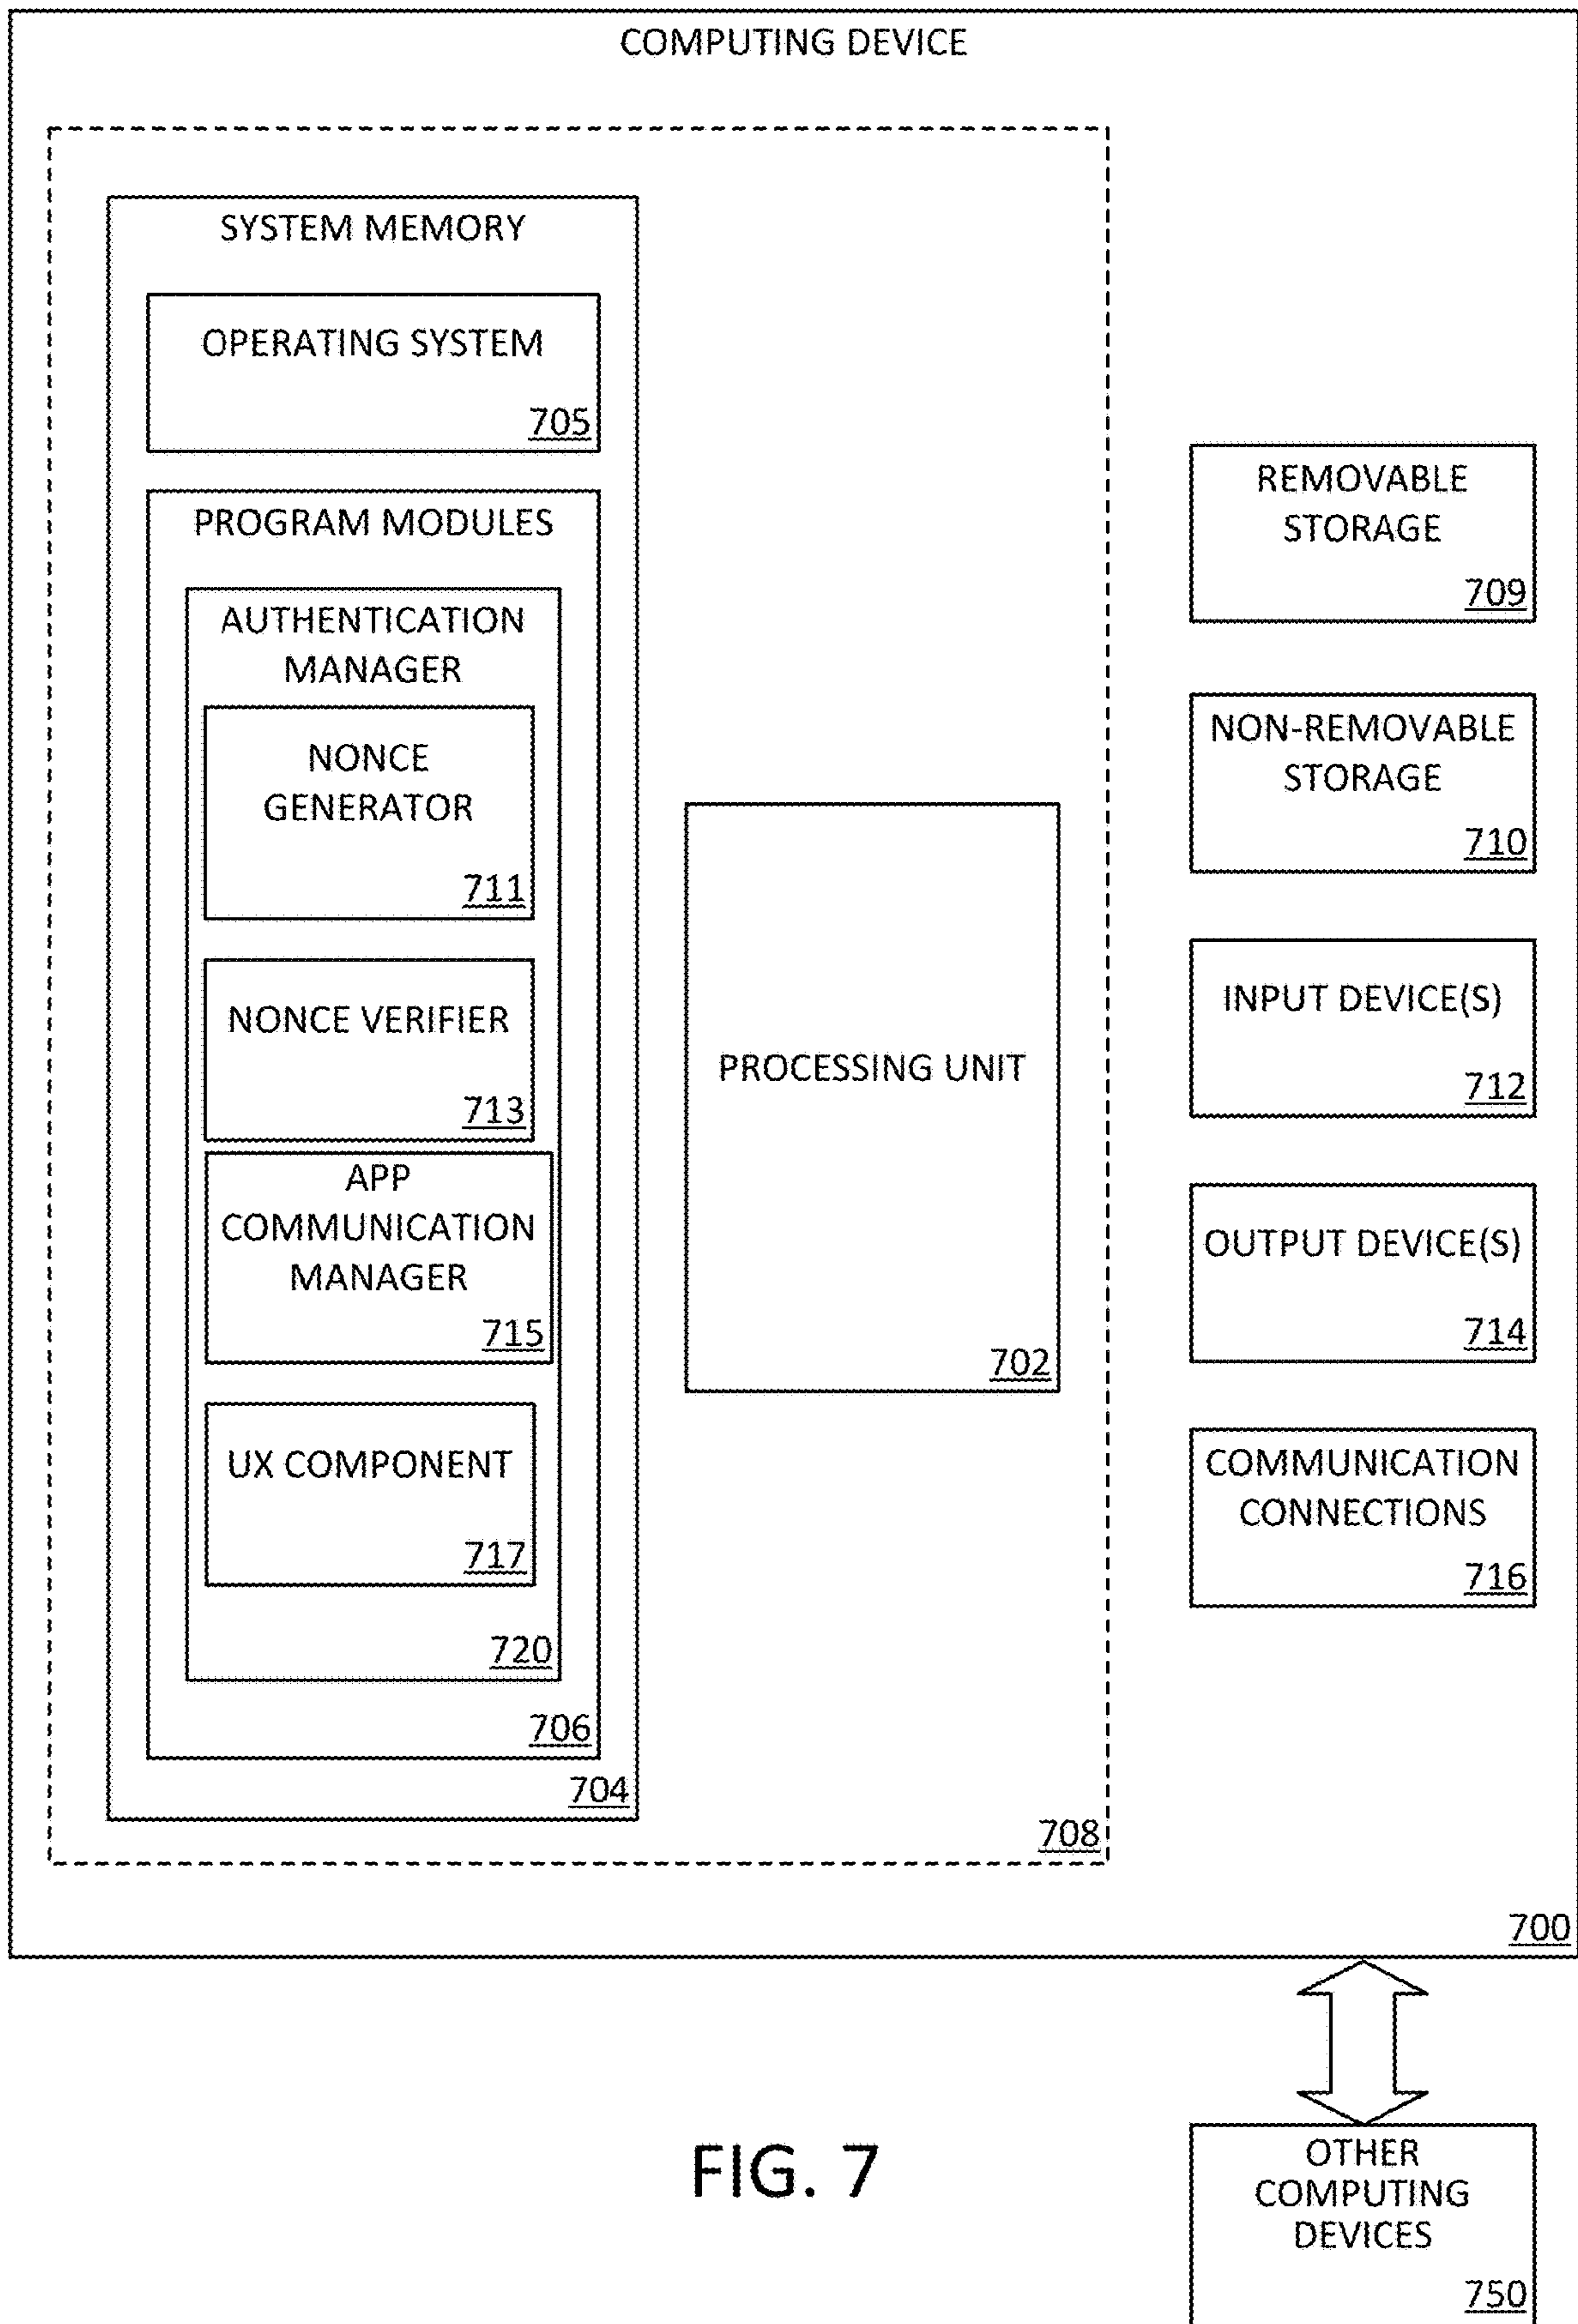 COMPUTING DEVICE
SYSTEM MEMORY
OPERATING SYSTEM
705
PROGRAM MODULES
AUTHENTICATION
MANAGER
NONCE
GENERATOR
711
NONCE VERIFIER
713
APP
COMMUNICATION
MANAGER
715
UX COMPONENT
717
720
706
704
PROCESSING UNIT
702
708
REMOVABLE
STORAGE
709
NON-REMOVABLE
STORAGE
710
INPUT DEVICE(S)
712
OUTPUT DEVICE(S)
714
COMMUNICATION
CONNECTIONS
716
700
OTHER
COMPUTING
DEVICES
750
FIG. 7